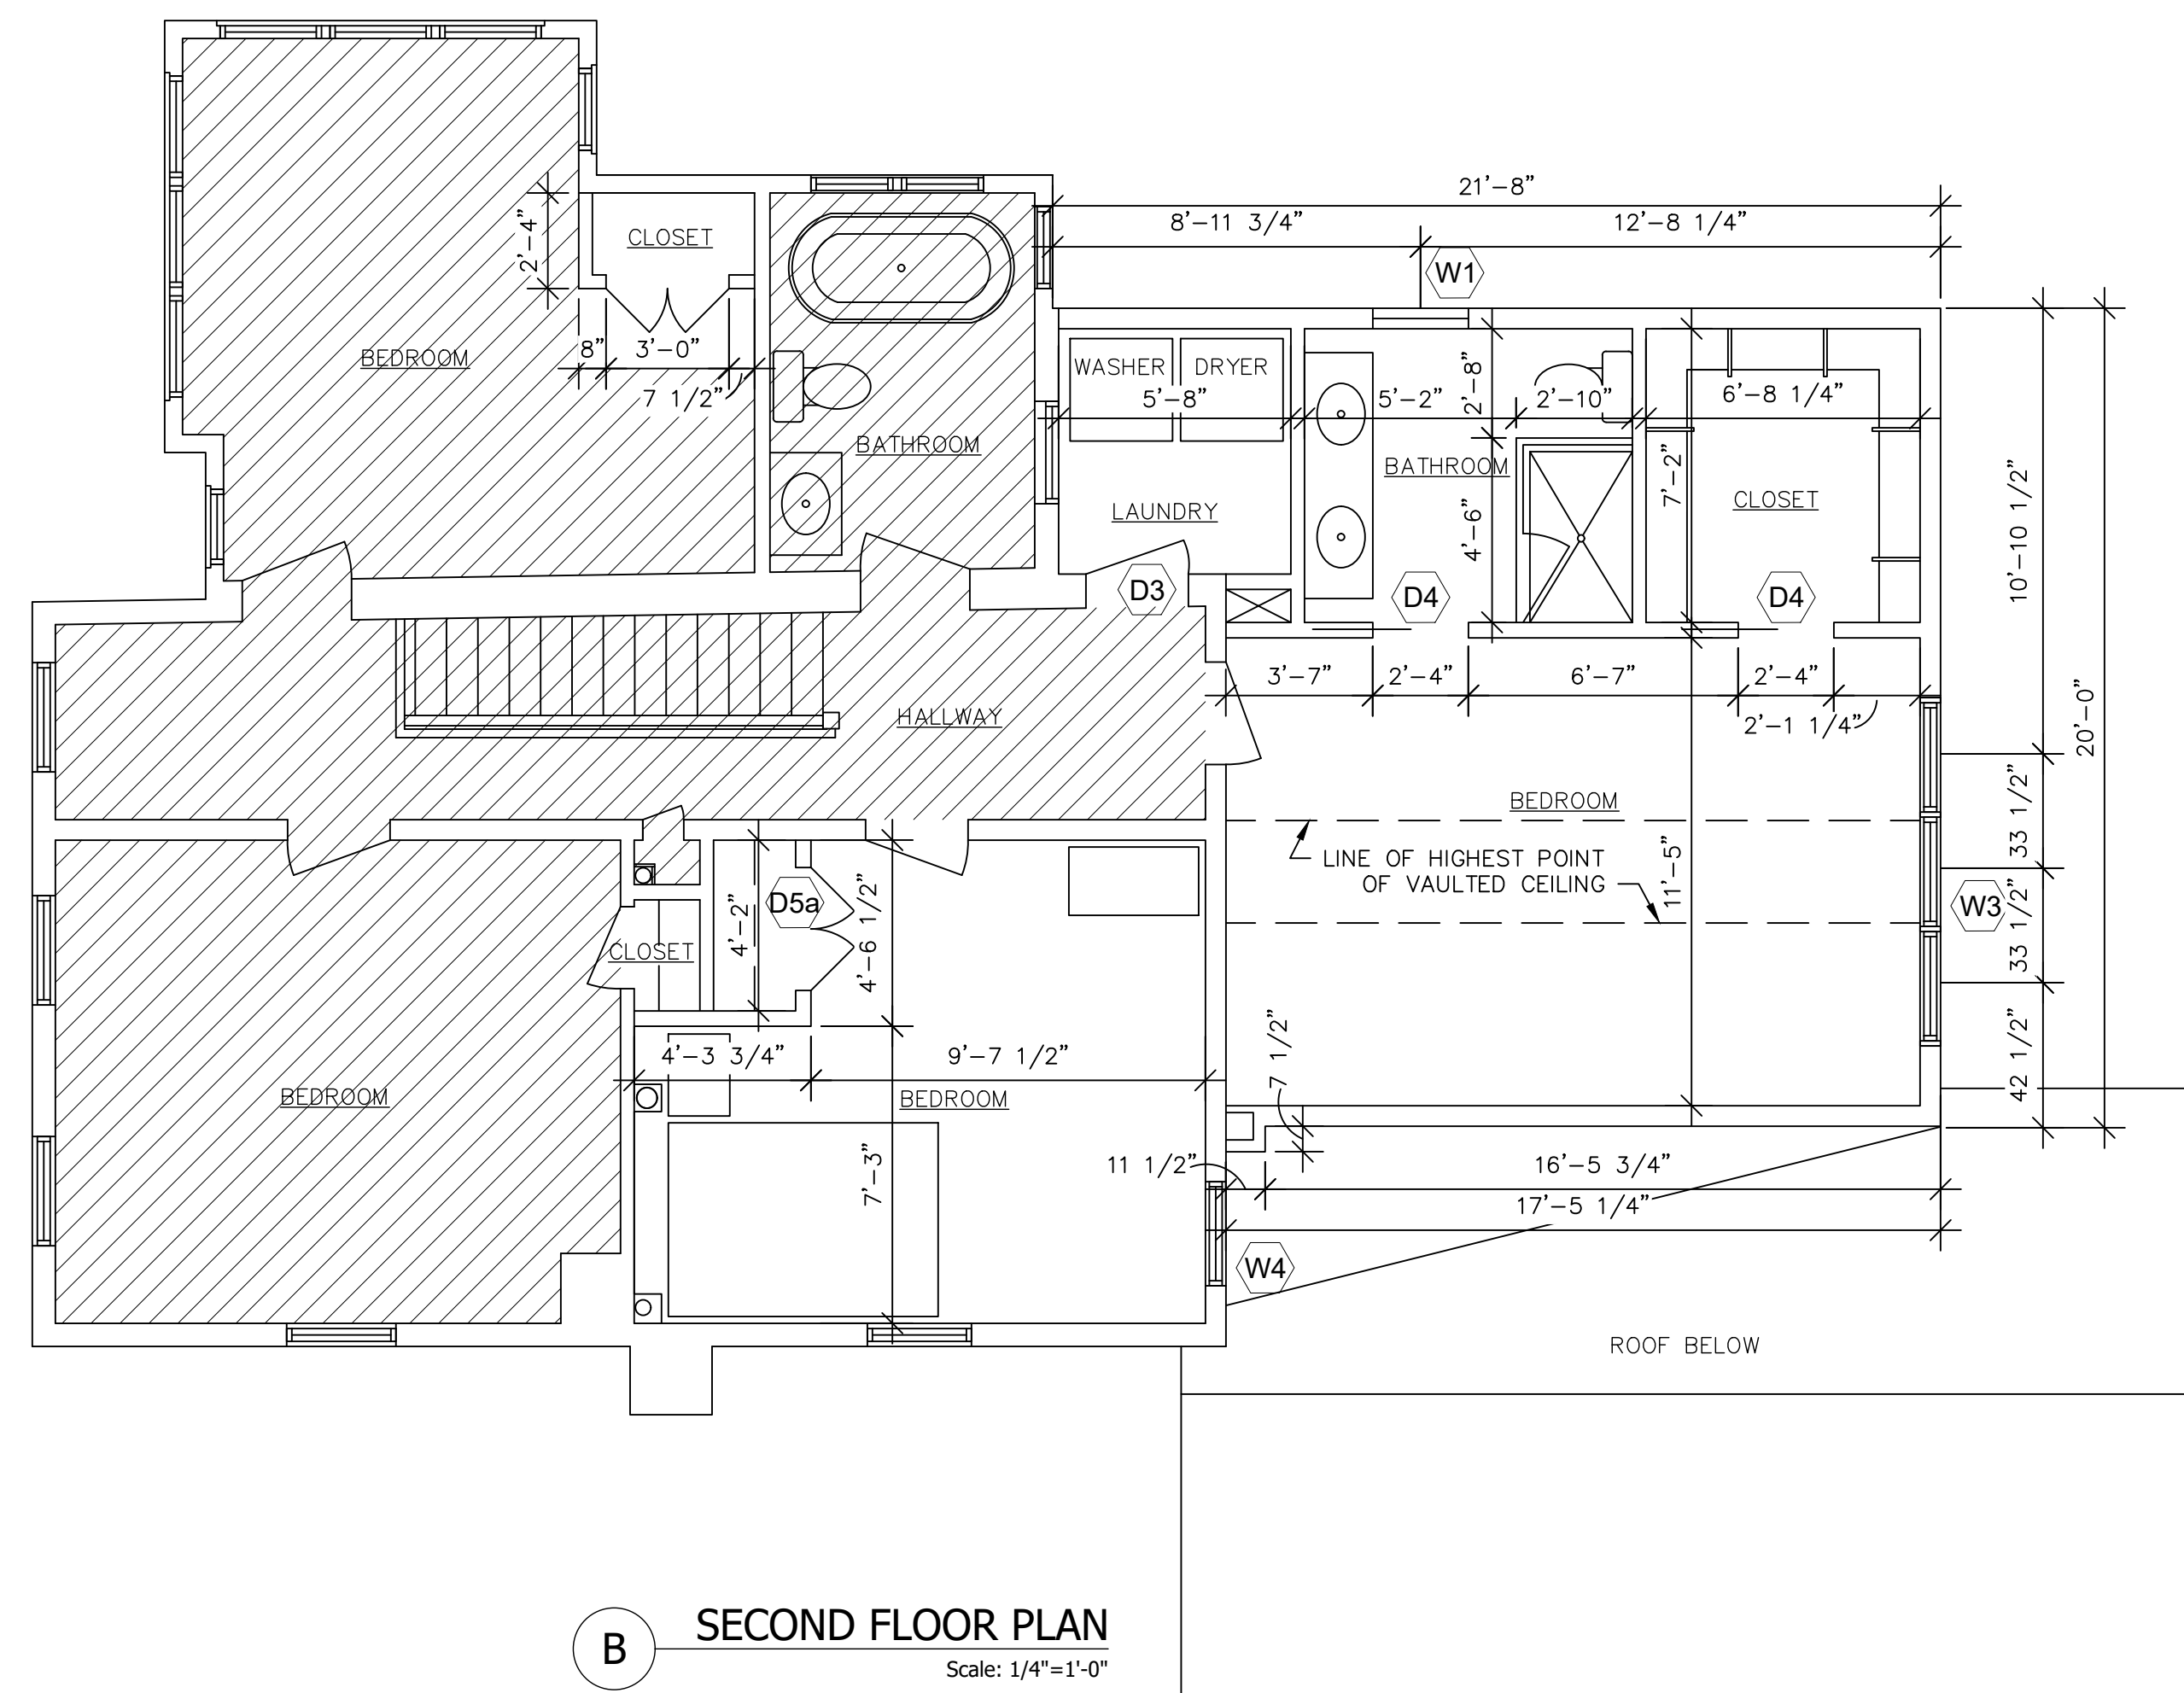 21'-8"
8'-11 3/4"
12'-8 1/4"
W1
CLOSET
2'-4"
BEDROOM
8"
3'-0"
7 1/2"
BATHROOM
WASHER
DRYER
5'-8"
5'-2"
2'-8"
2'-10"
6'-8 1/4"
BATHROOM
7'-2"
CLOSET
LAUNDRY
4'-6"
10'-10 1/2"
D3
D4
D4
3'-7"
2'-4"
6'-7"
2'-4"
2'-1 1/4"
20'-0"
HALLWAY
BEDROOM
33 1/2"
LINE OF HIGHEST POINT
OF VAULTED CEILING
11'-5"
D5a
4'-2"
4'-6 1/2"
W3
33 1/2"
CLOSET
4'-3 3/4"
9'-7 1/2"
7 1/2"
42 1/2"
BEDROOM
BEDROOM
7'-3"
11 1/2"
16'-5 3/4"
17'-5 1/4"
W4
ROOF BELOW
B
SECOND FLOOR PLAN
Scale: 1/4"=1'-0"